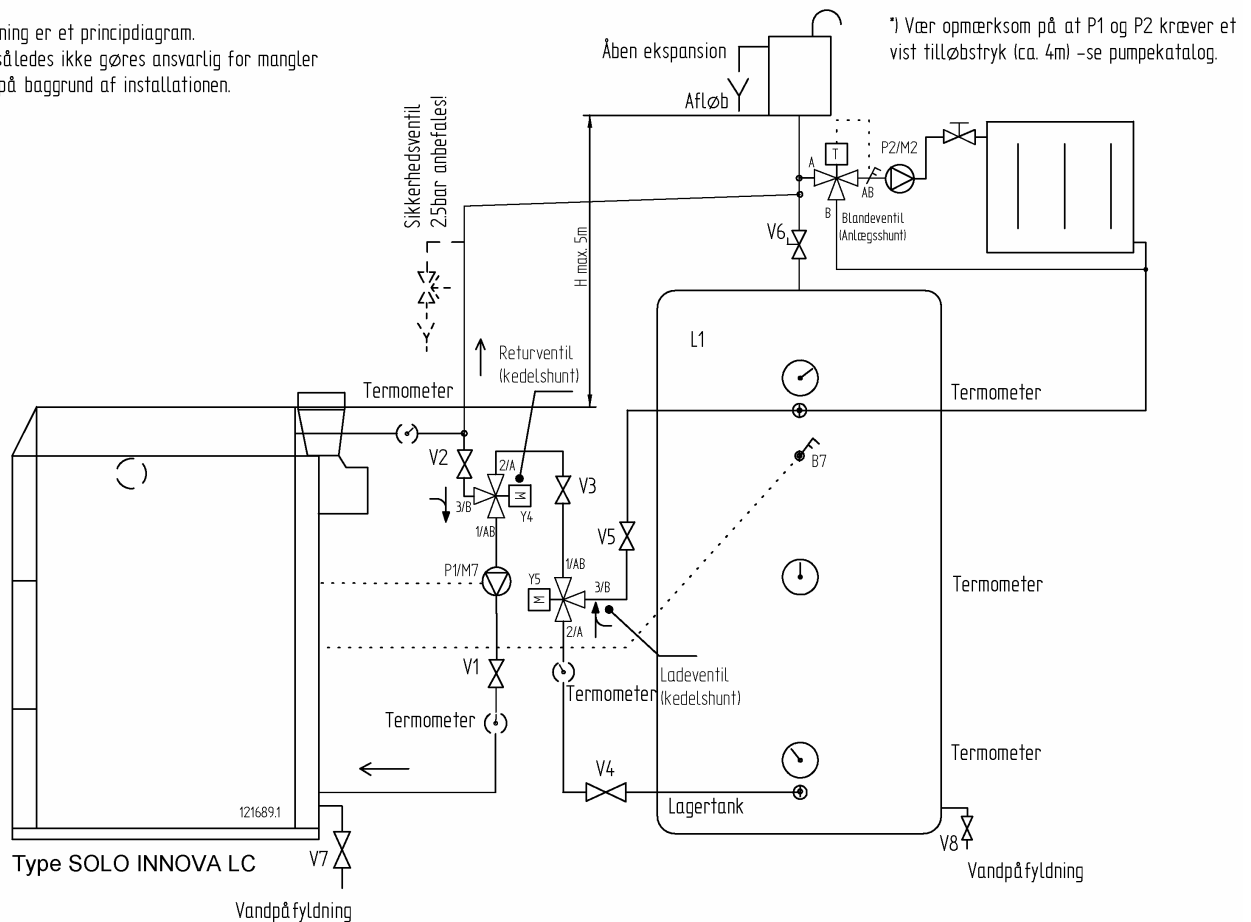 ning er et principdiagram.
således ikke gøres ansvarlig for mangler
på baggrund af installationen.
*) Vær opmærksom på at P1 og P2 kræver et
vist tilløbstryk (ca. 4m) -se pumpekatalog.
Åben ekspansion
Afløb
Sikkerhedsventil
2.5bar anbefales!
H max. 5m
A
T
AB
B
P2/M2
Blandeventil
(Anlægsshunt)
V6
L1
Returventil
(kedelshunt)
Termometer
Termometer
V2
2/A
3/B
M
Y4
1/AB
V3
B7
V5
P1/M7
1/AB
Y5
M
3/B
2/A
Termometer
V1
Ladeventil
(kedelshunt)
Termometer
Termometer
Termometer
V4
Lagertank
121689.1
V7
V8
Type SOLO INNOVA LC
Vandpåfyldning
Vandpåfyldning